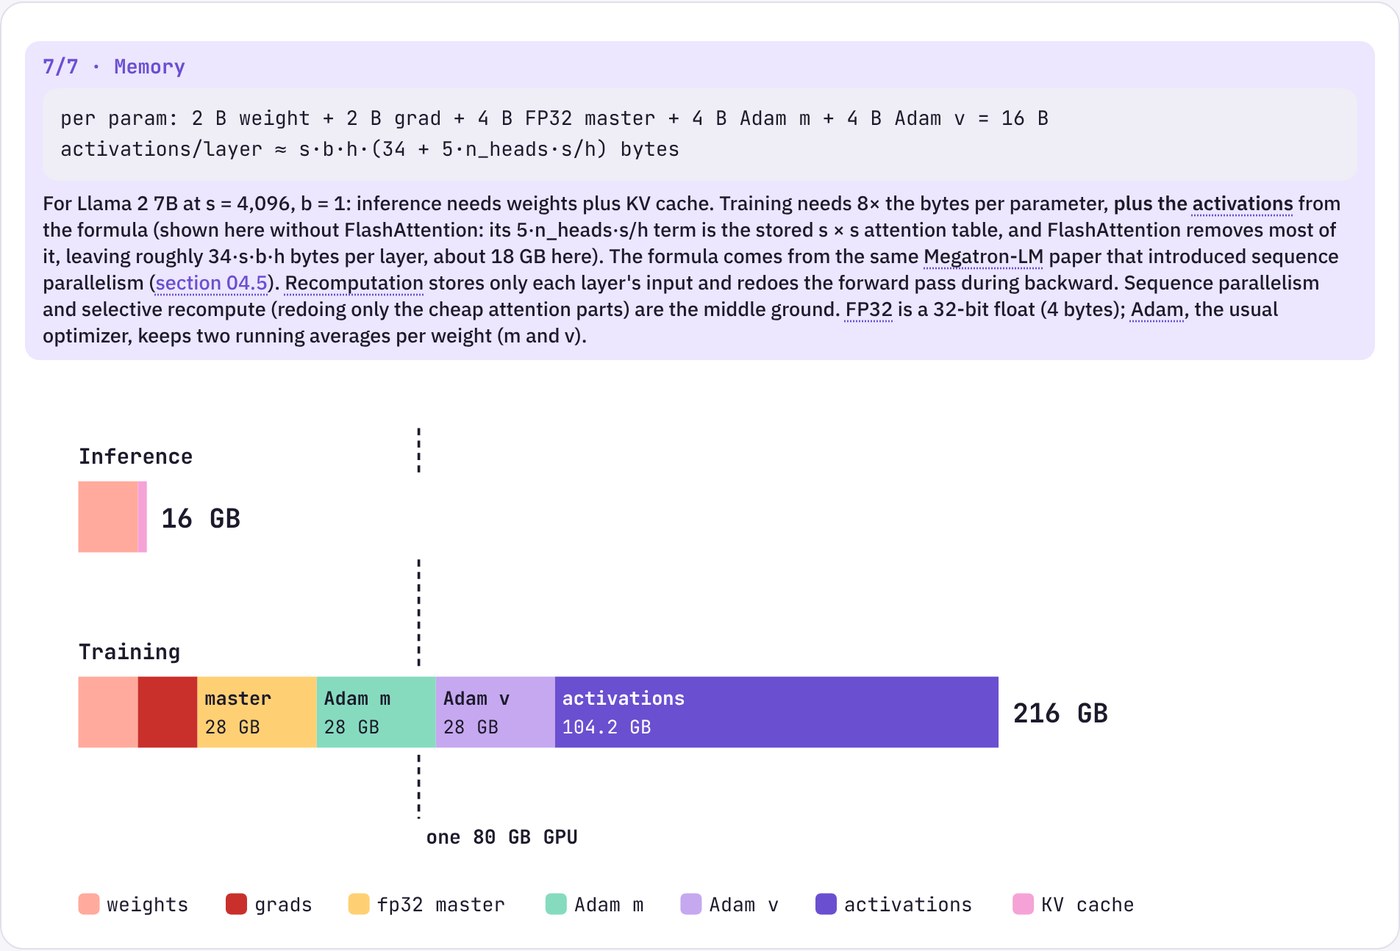 7/7 · Memory
per param: 2 B weight + 2 B grad + 4 B FP32 master + 4 B Adam m + 4 B Adam v = 16 B
activations/layer ≈ s·b·h·(34 + 5·n_heads·s/h) bytes
For Llama 2 7B at s = 4,096, b = 1: inference needs weights plus KV cache. Training needs 8× the bytes per parameter, plus the activations from
the formula (shown here without FlashAttention: its 5·n_heads·s/h term is the stored s × s attention table, and FlashAttention removes most of
it, leaving roughly 34·s·b·h bytes per layer, about 18 GB here). The formula comes from the same Megatron-LM paper that introduced sequence
parallelism (section 04.5). Recomputation stores only each layer's input and redoes the forward pass during backward. Sequence parallelism
and selective recompute (redoing only the cheap attention parts) are the middle ground. FP32 is a 32-bit float (4 bytes); Adam, the usual
optimizer, keeps two running averages per weight (m and v).
Inference
16 GB
Training
master
28 GB
Adam m
28 GB
Adam v
28 GB
activations
104.2 GB
216 GB
one 80 GB GPU
weights
grads
fp32 master
Adam m
Adam v
activations
KV cache